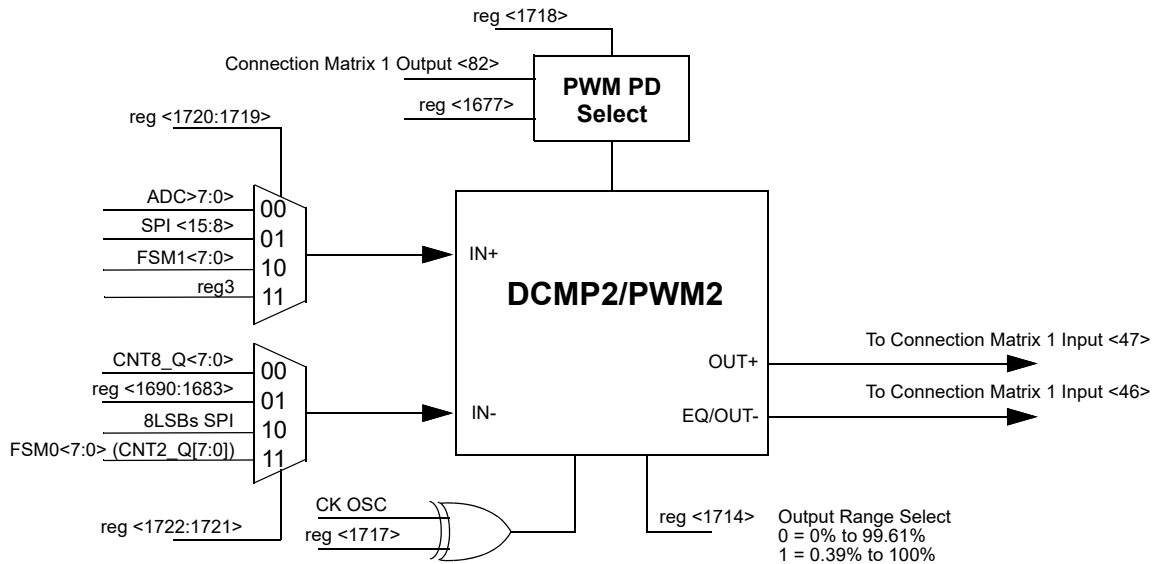 reg <1718>
Connection Matrix 1 Output <82>
PWM PD
Select
reg <1677>
reg <1720:1719>
ADC>7:0>
00
SPI <15:8>
01
FSM1<7:0>
10
reg3
11
IN+
DCMP2/PWM2
CNT8_Q<7:0>
00
reg <1690:1683>
01
8LSBs SPI
10
FSM0<7:0> (CNT2_Q[7:0])
11
IN-
OUT+
To Connection Matrix 1 Input <47>
EQ/OUT-
To Connection Matrix 1 Input <46>
reg <1722:1721>
CK OSC
reg <1717>
reg <1714>
Output Range Select
0 = 0% to 99.61%
1 = 0.39% to 100%